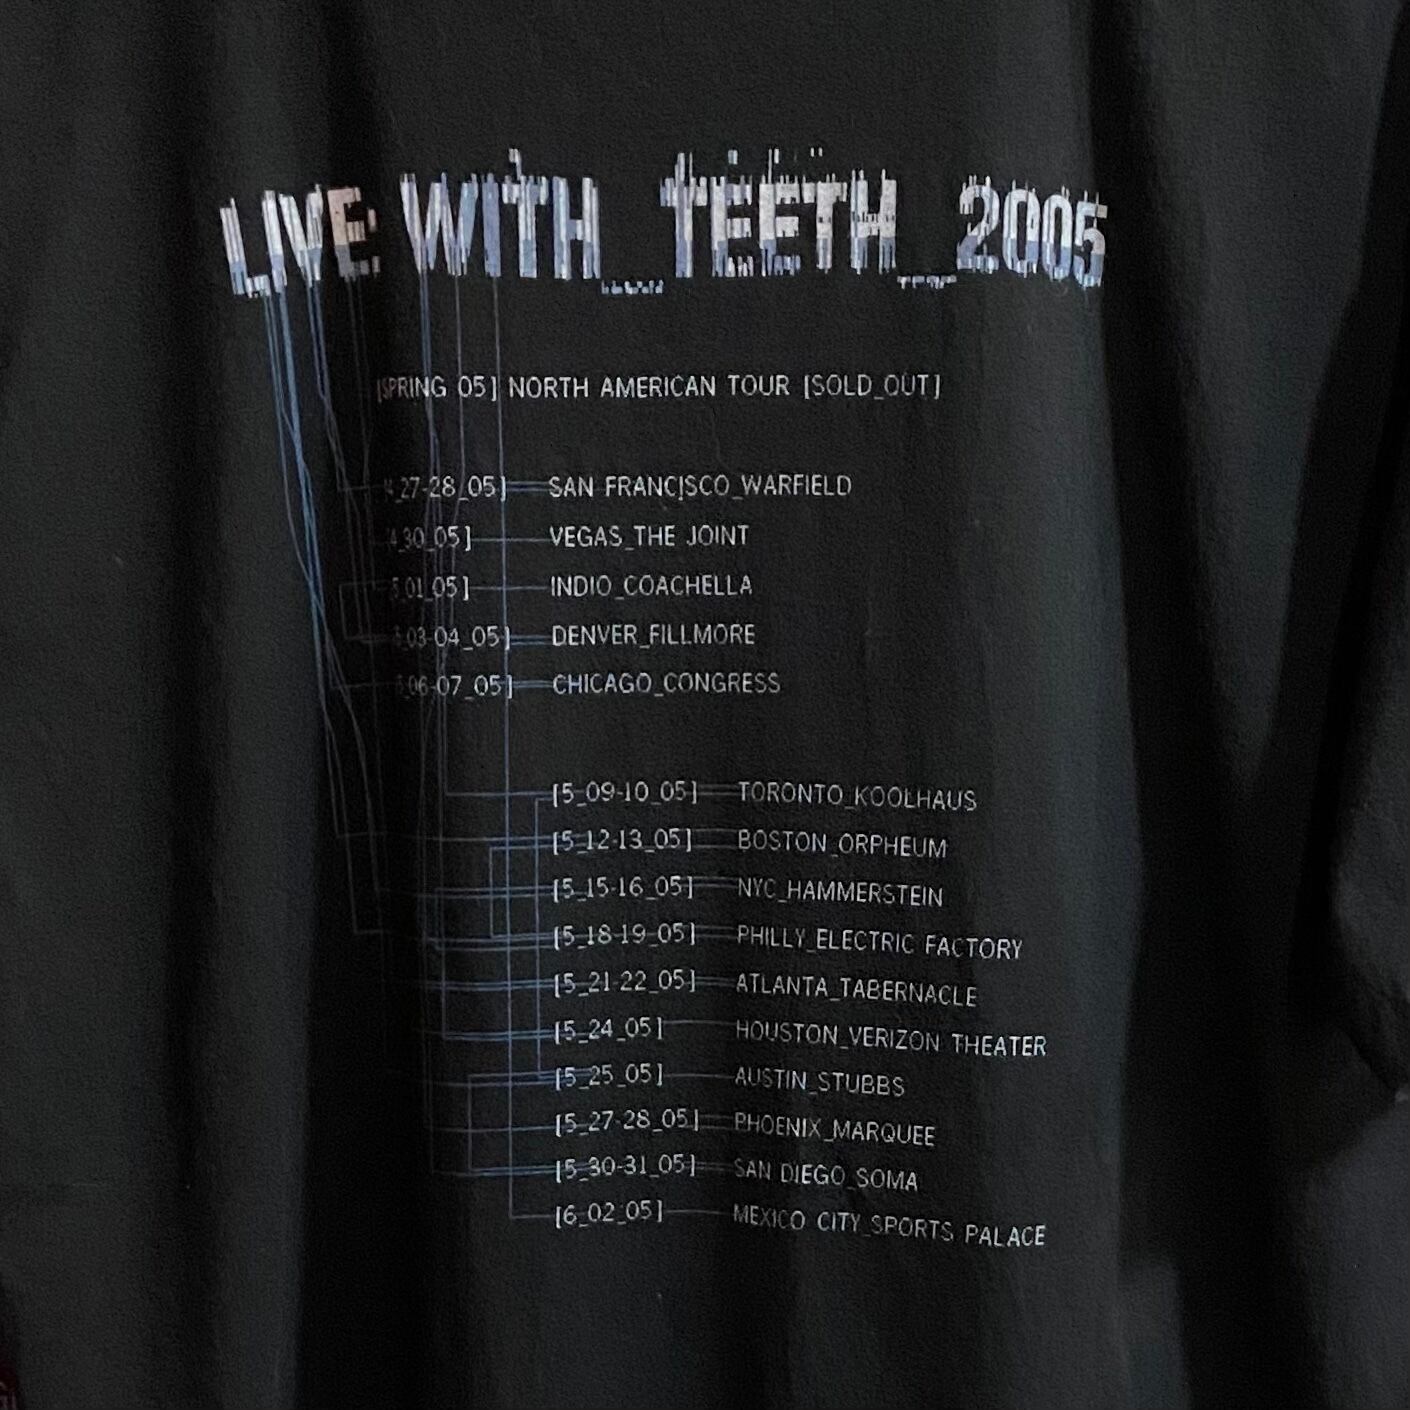 LIVE: WITH_TEETH_2005
[SPRING 05] NORTH AMERICAN TOUR [SOLD_OUT]
[4_27-28_05] SAN FRANCISCO_WARFIELD
[4_30_05] VEGAS_THE JOINT
[5_01_05] INDIO_COACHELLA
[5_03-04_05] DENVER_FILLMORE
[5_06-07_05] CHICAGO_CONGRESS
[5_09-10_05] TORONTO_KOOLHAUS
[5_12-13_05] BOSTON_ORPHEUM
[5_15-16_05] NYC_HAMMERSTEIN
[5_18-19_05] PHILLY_ELECTRIC FACTORY
[5_21-22_05] ATLANTA_TABERNACLE
[5_24_05] HOUSTON_VERIZON THEATER
[5_25_05] AUSTIN_STUBBS
[5_27-28_05] PHOENIX_MARQUEE
[5_30-31_05] SAN DIEGO_SOMA
[6_02_05] MEXICO CITY_SPORTS PALACE